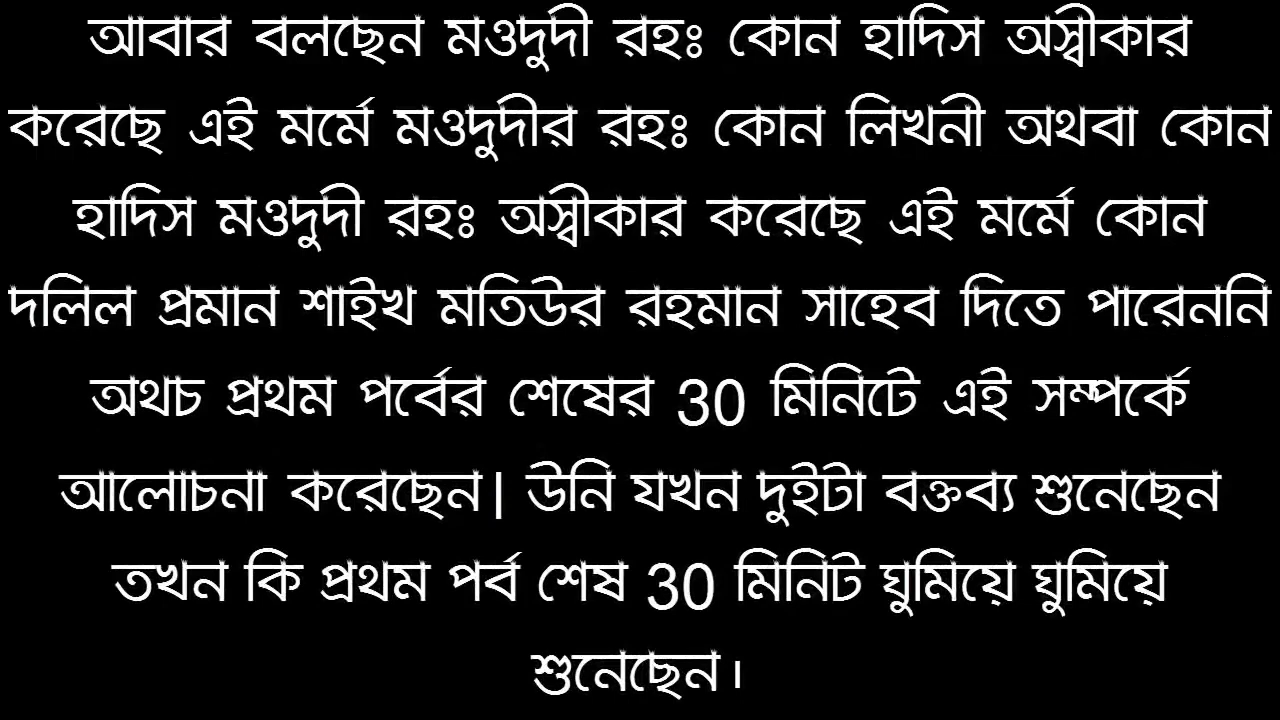 আবার বলছেন মওদুদী রহঃ কোন হাদিস অস্বীকার
করেছে এই মর্মে মওদুদীর রহঃ কোন লিখনী অথবা কোন
হাদিস মওদুদী রহঃ অস্বীকার করেছে এই মর্মে কোন
দলিল প্রমান শাইখ মতিউর রহমান সাহেব দিতে পারেননি
অথচ প্রথম পর্বের শেষের 30 মিনিটে এই সম্পর্কে
আলোচনা করেছেন| উনি যখন দুইটা বক্তব্য শুনেছেন
তখন কি প্রথম পর্ব শেষ 30 মিনিট ঘুমিয়ে ঘুমিয়ে
শুনেছেন।